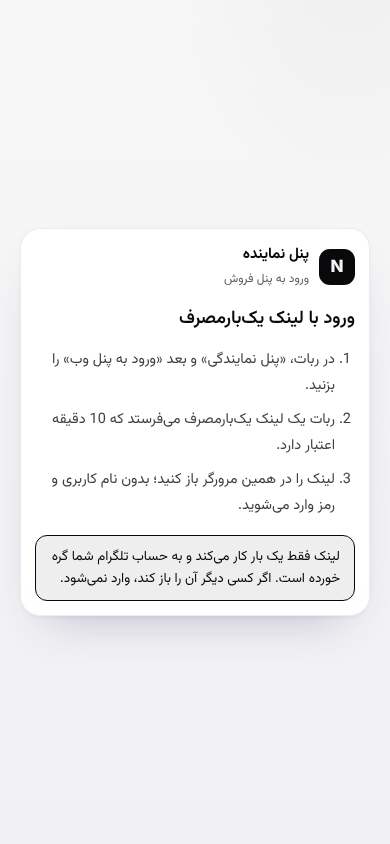 N
پنل نماینده
ورود به پنل فروش
ورود با لینک یک‌بارمصرف
1. در ربات، «پنل نمایندگی» و بعد «ورود به پنل وب» را
بزنید.
2. ربات یک لینک یک‌بارمصرف می‌فرستد که 10 دقیقه
اعتبار دارد.
3. لینک را در همین مرورگر باز کنید؛ بدون نام کاربری و
رمز وارد می‌شوید.
لینک فقط یک بار کار می‌کند و به حساب تلگرام شما گره
خورده است. اگر کسی دیگر آن را باز کند، وارد نمی‌شود.